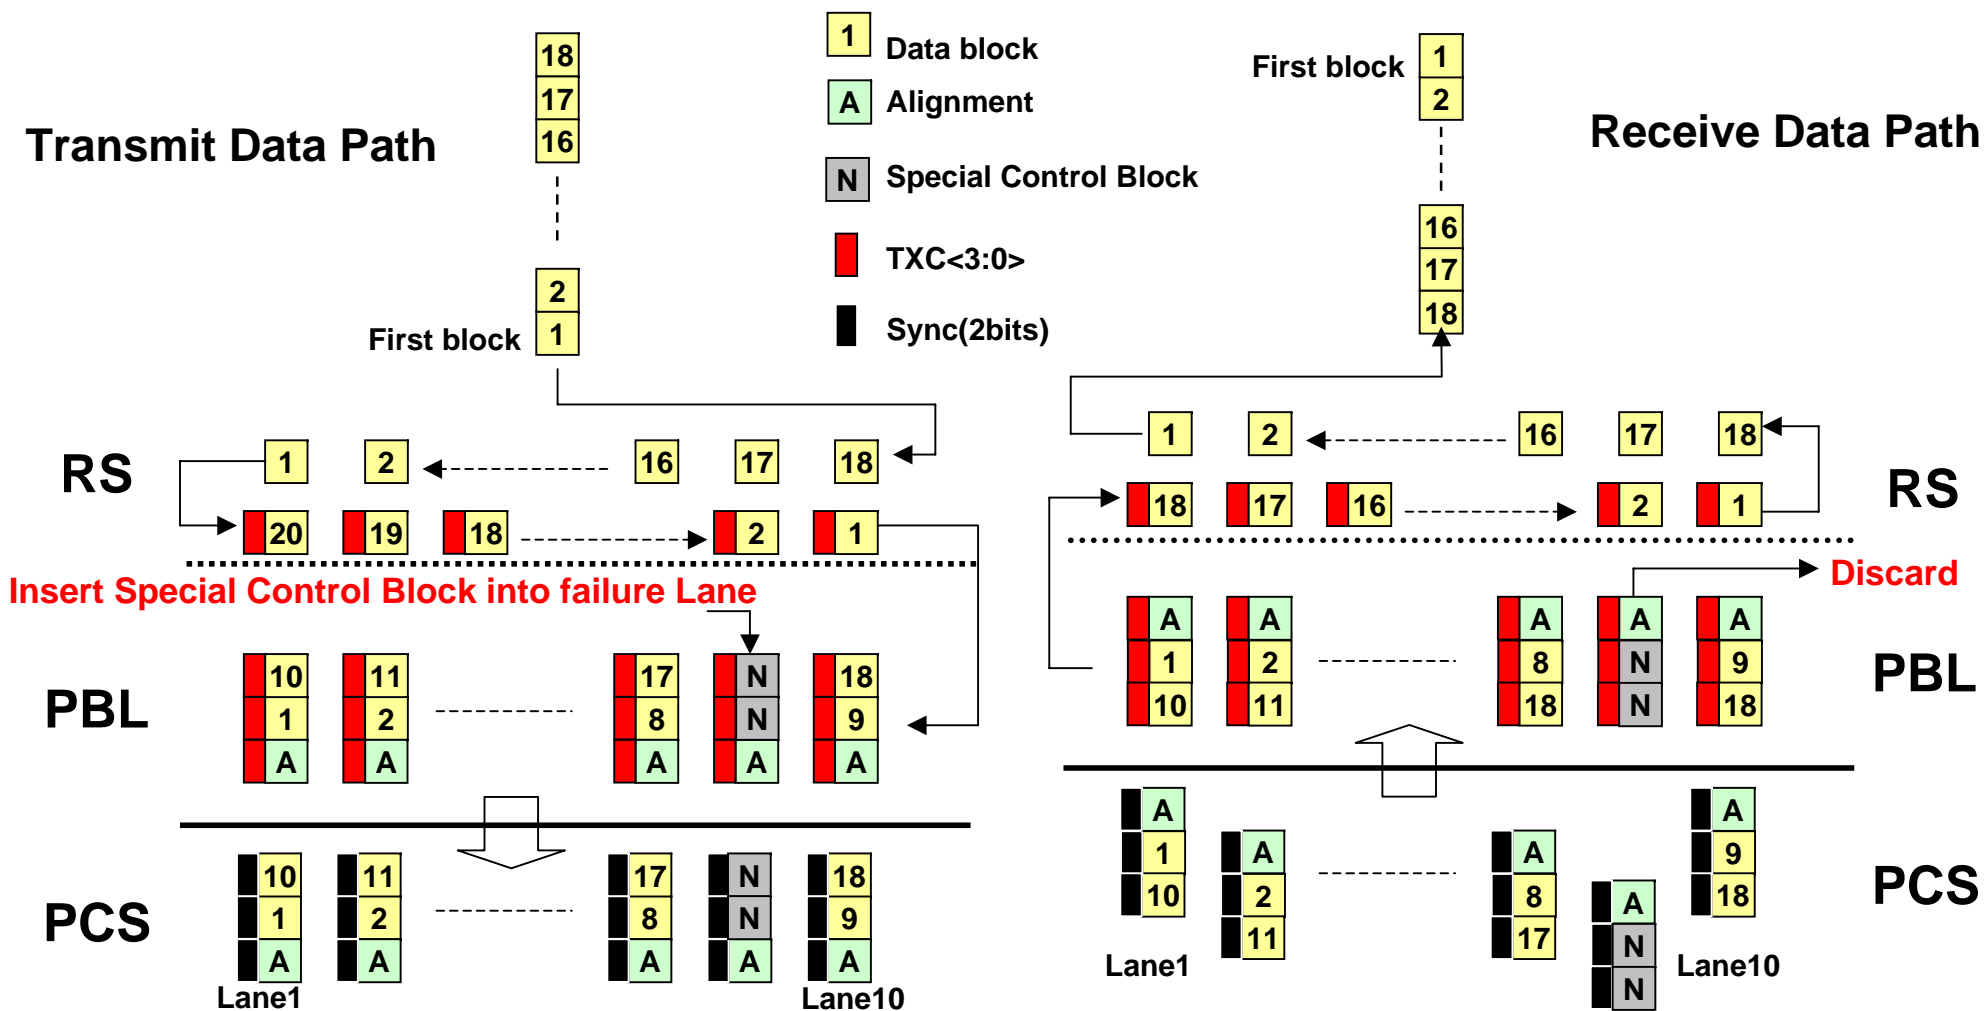 18
17
16
2
1
First block
Transmit Data Path
1 Data block
A Alignment
N Special Control Block
TXC<3:0>
Sync(2bits)
First block
1
2
16
17
18
Receive Data Path
RS
1 2 16 17 18
20 19 18 2 1
Insert Special Control Block into failure Lane
PBL
10 11 17 N 18
1 2 8 N 9
A A A A A
PCS
10 11 17 N 18
1 2 8 N 9
A A A A A
Lane1
Lane10
1 2 16 17 18
18 17 16 2 1
RS
Discard
A A A A A
1 2 8 N 9
10 11 18 N 18
PBL
A A A A A
1 2 8 N 9
10 11 17 N 18
PCS
Lane1
Lane10